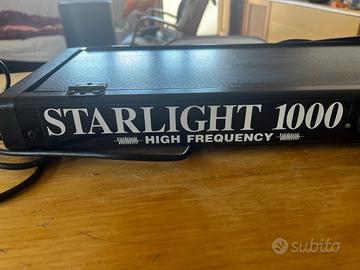 STARLIGHT 1000
HIGH FREQUENCY
subito